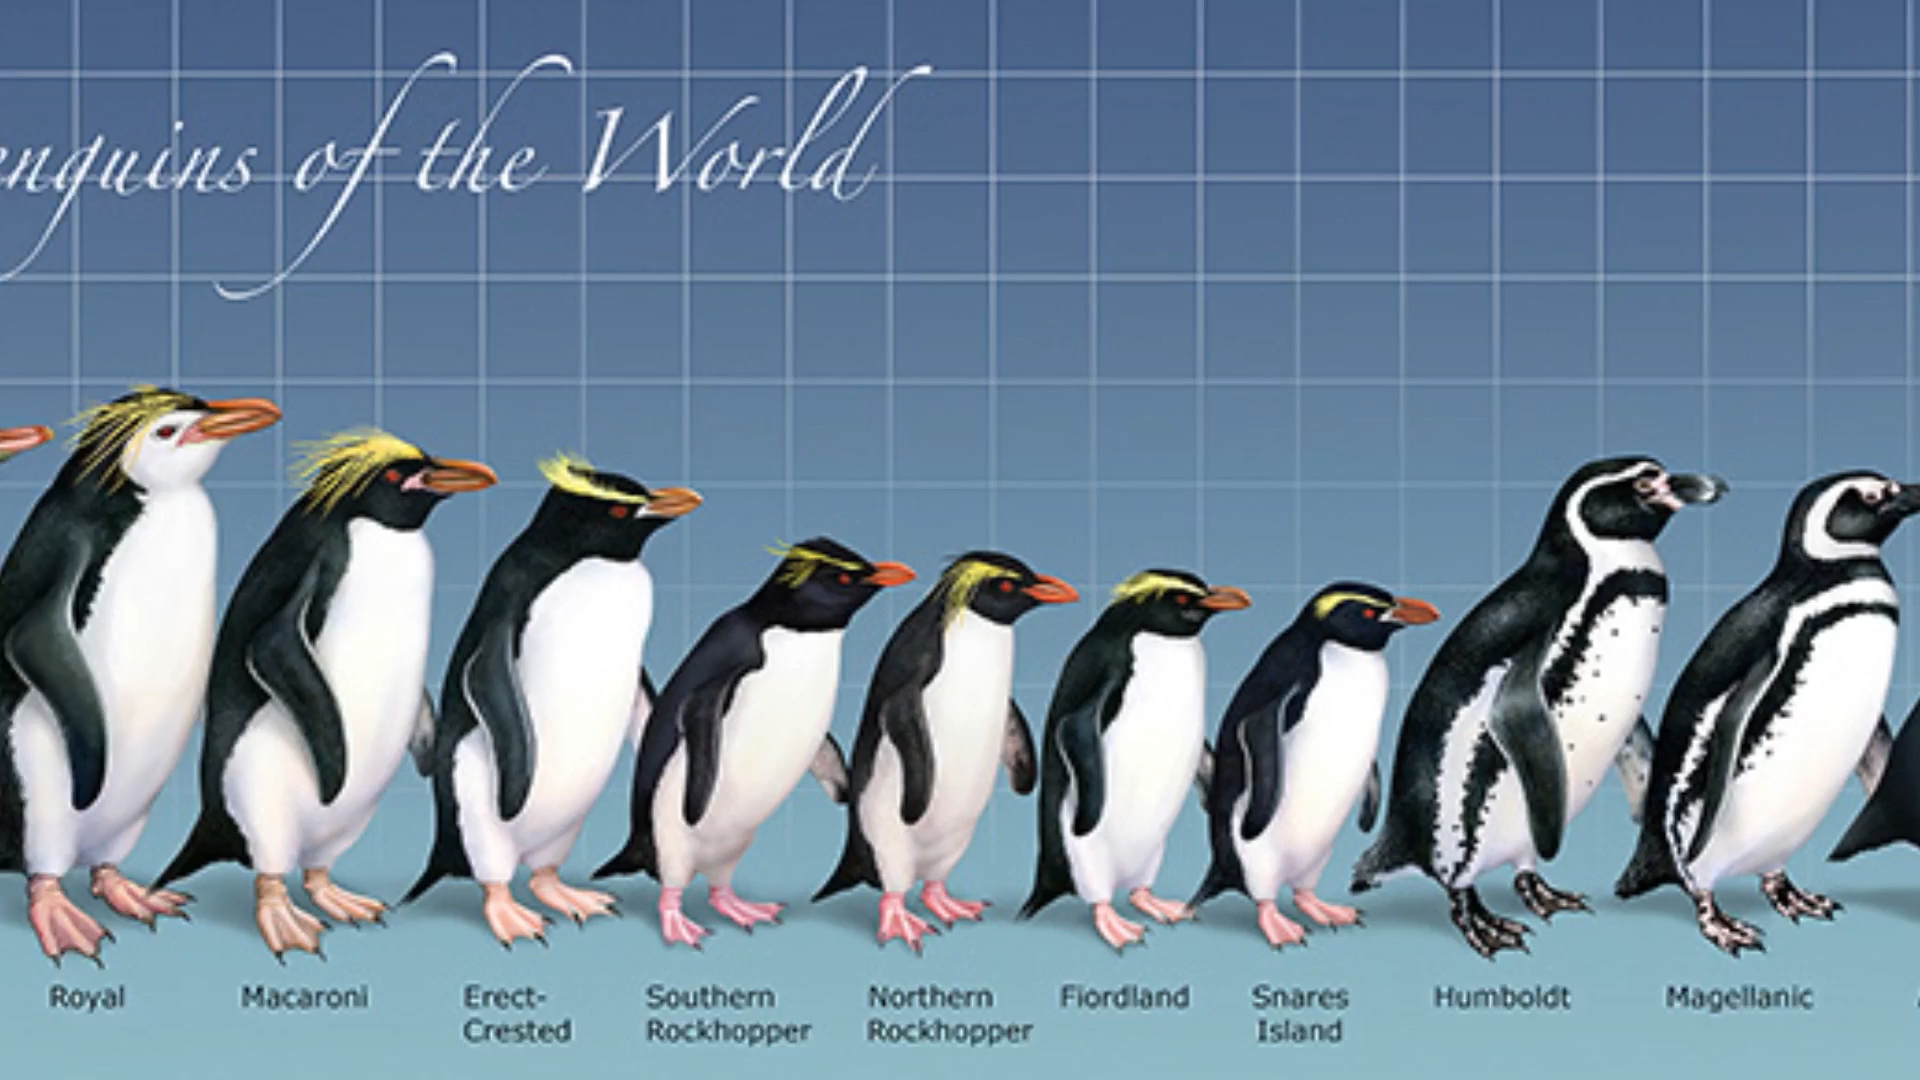 enguins of the World
Royal
Macaroni
Erect-
Crested
Southern
Rockhopper
Northern
Rockhopper
Fiordland
Snares
Island
Humboldt
Magellanic